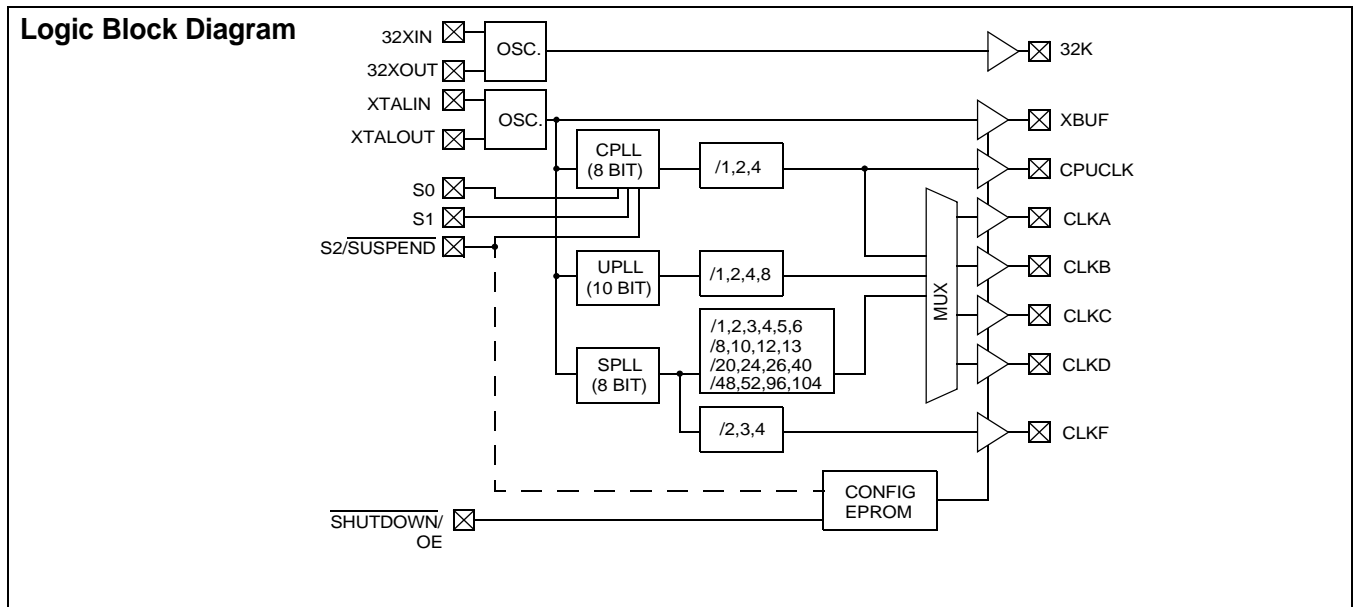 Logic Block Diagram
32XIN
OSC.
32K
32XOUT
XTALIN
OSC.
XBUF
XTALOUT
CPLL
(8 BIT)
/1,2,4
CPUCLK
S0
S1
CLKA
S2/SUSPEND
CLKB
UPLL
(10 BIT)
/1,2,4,8
MUX
CLKC
/1,2,3,4,5,6
/8,10,12,13
/20,24,26,40
/48,52,96,104
SPLL
(8 BIT)
CLKD
/2,3,4
CLKF
CONFIG
EPROM
SHUTDOWN/
OE